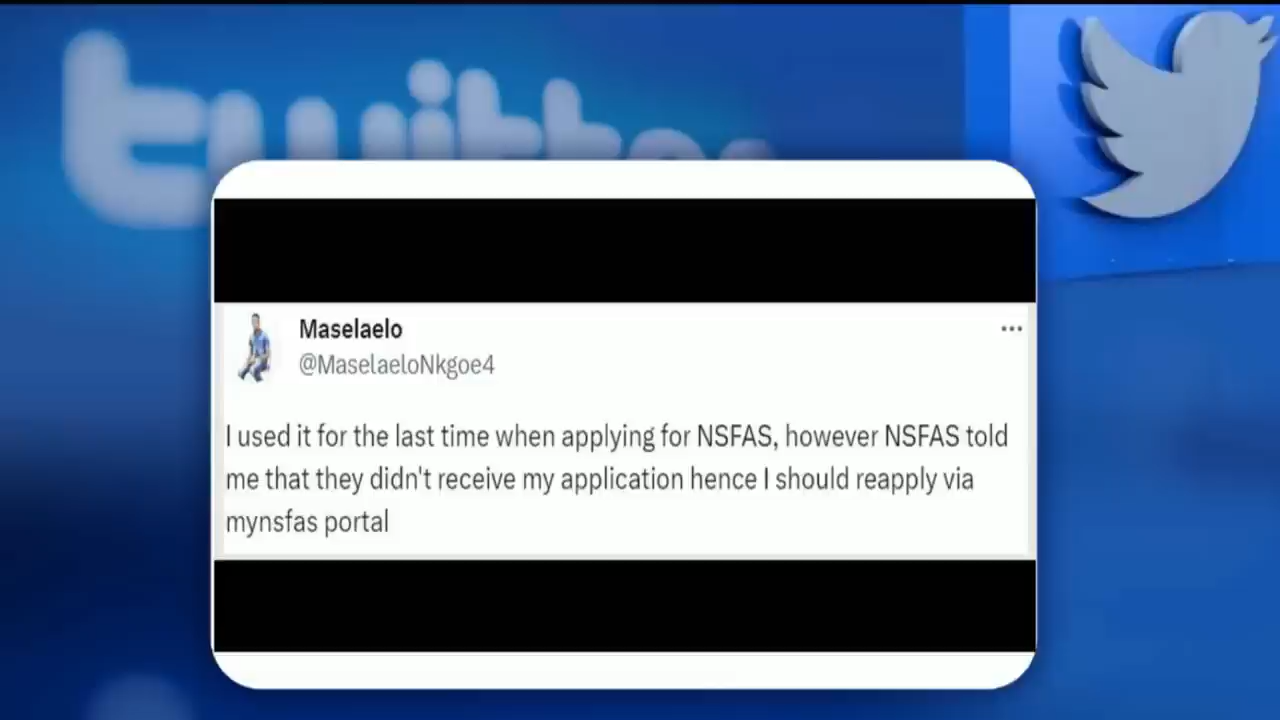 twitter
Maselaelo
@MaselaeloNkgoe4
I used it for the last time when applying for NSFAS, however NSFAS told
me that they didn't receive my application hence I should reapply via
mynsfas portal